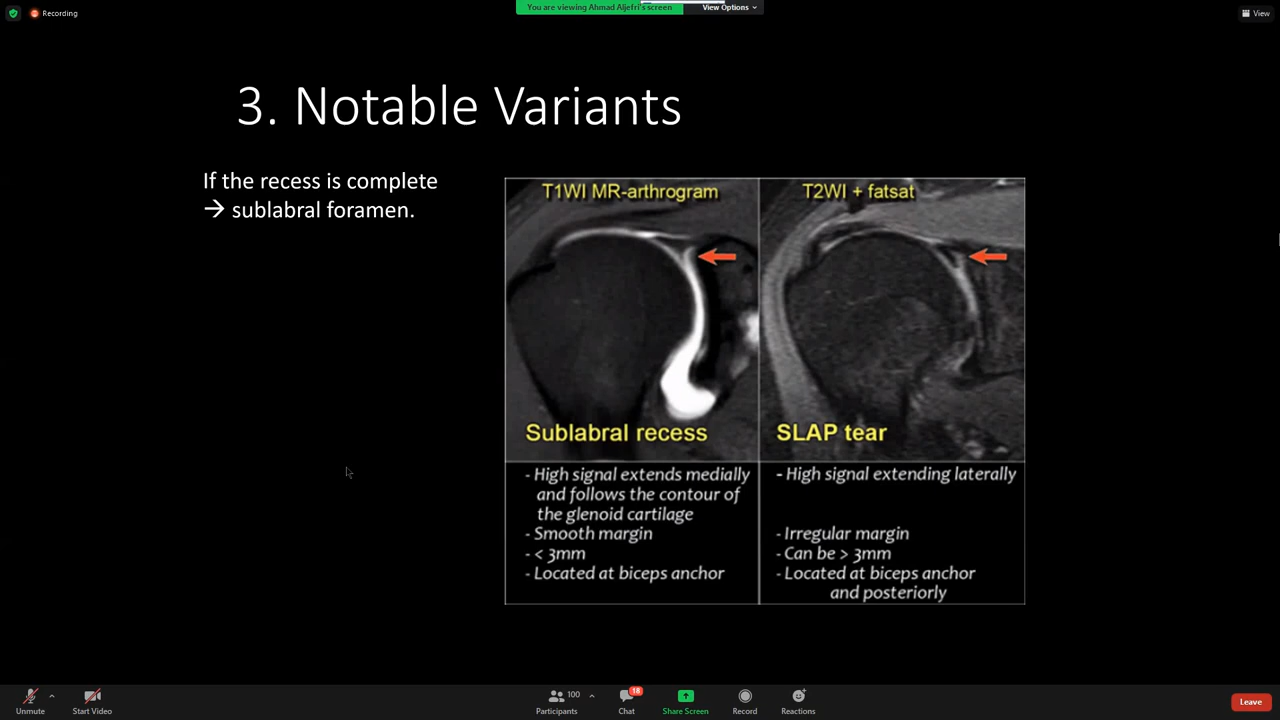 Recording
You are viewing Ahmad Aljefri's screen
View Options
View
3. Notable Variants
If the recess is complete
→ sublabral foramen.
T1WI MR-arthrogram
Sublabral recess
- High signal extends medially
and follows the contour of
the glenoid cartilage
- Smooth margin
- < 3mm
- Located at biceps anchor
T2WI + fatsat
SLAP tear
- High signal extending laterally
- Irregular margin
- Can be > 3mm
- Located at biceps anchor
and posteriorly
Unmute
Start Video
100
Participants
18
Chat
Share Screen
Record
Reactions
Leave